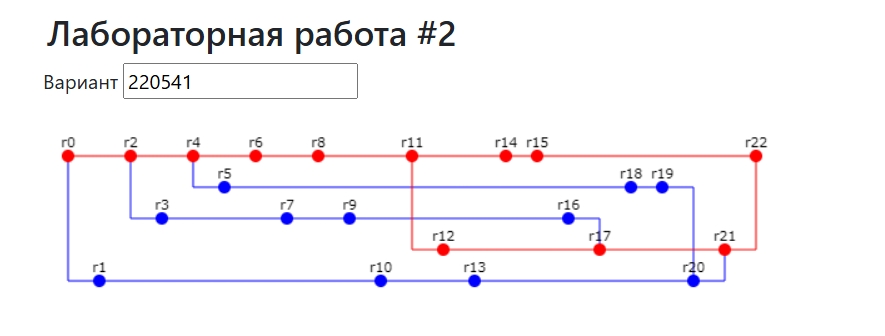 Лабораторная работа #2
Вариант 220541
r0 r2 r4 r6 r8 r11 r14 r15 r22
r5 r18 r19
r3 r7 r9 r16
r12 r17 r21
r1 r10 r13 r20